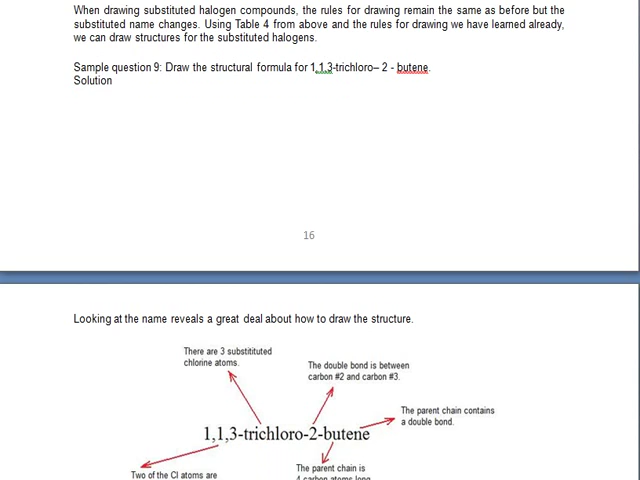 When drawing substituted halogen compounds, the rules for drawing remain the same as before but the
substituted name changes. Using Table 4 from above and the rules for drawing we have learned already,
we can draw structures for the substituted halogens.
Sample question 9: Draw the structural formula for 1,1,3-trichloro– 2 - butene.
Solution
16
Looking at the name reveals a great deal about how to draw the structure.
There are 3 substitituted
chlorine atoms.
The double bond is between
carbon #2 and carbon #3.
The parent chain contains
a double bond.
1,1,3-trichloro-2-butene
Two of the Cl atoms are
The parent chain is
4 carbon atoms long